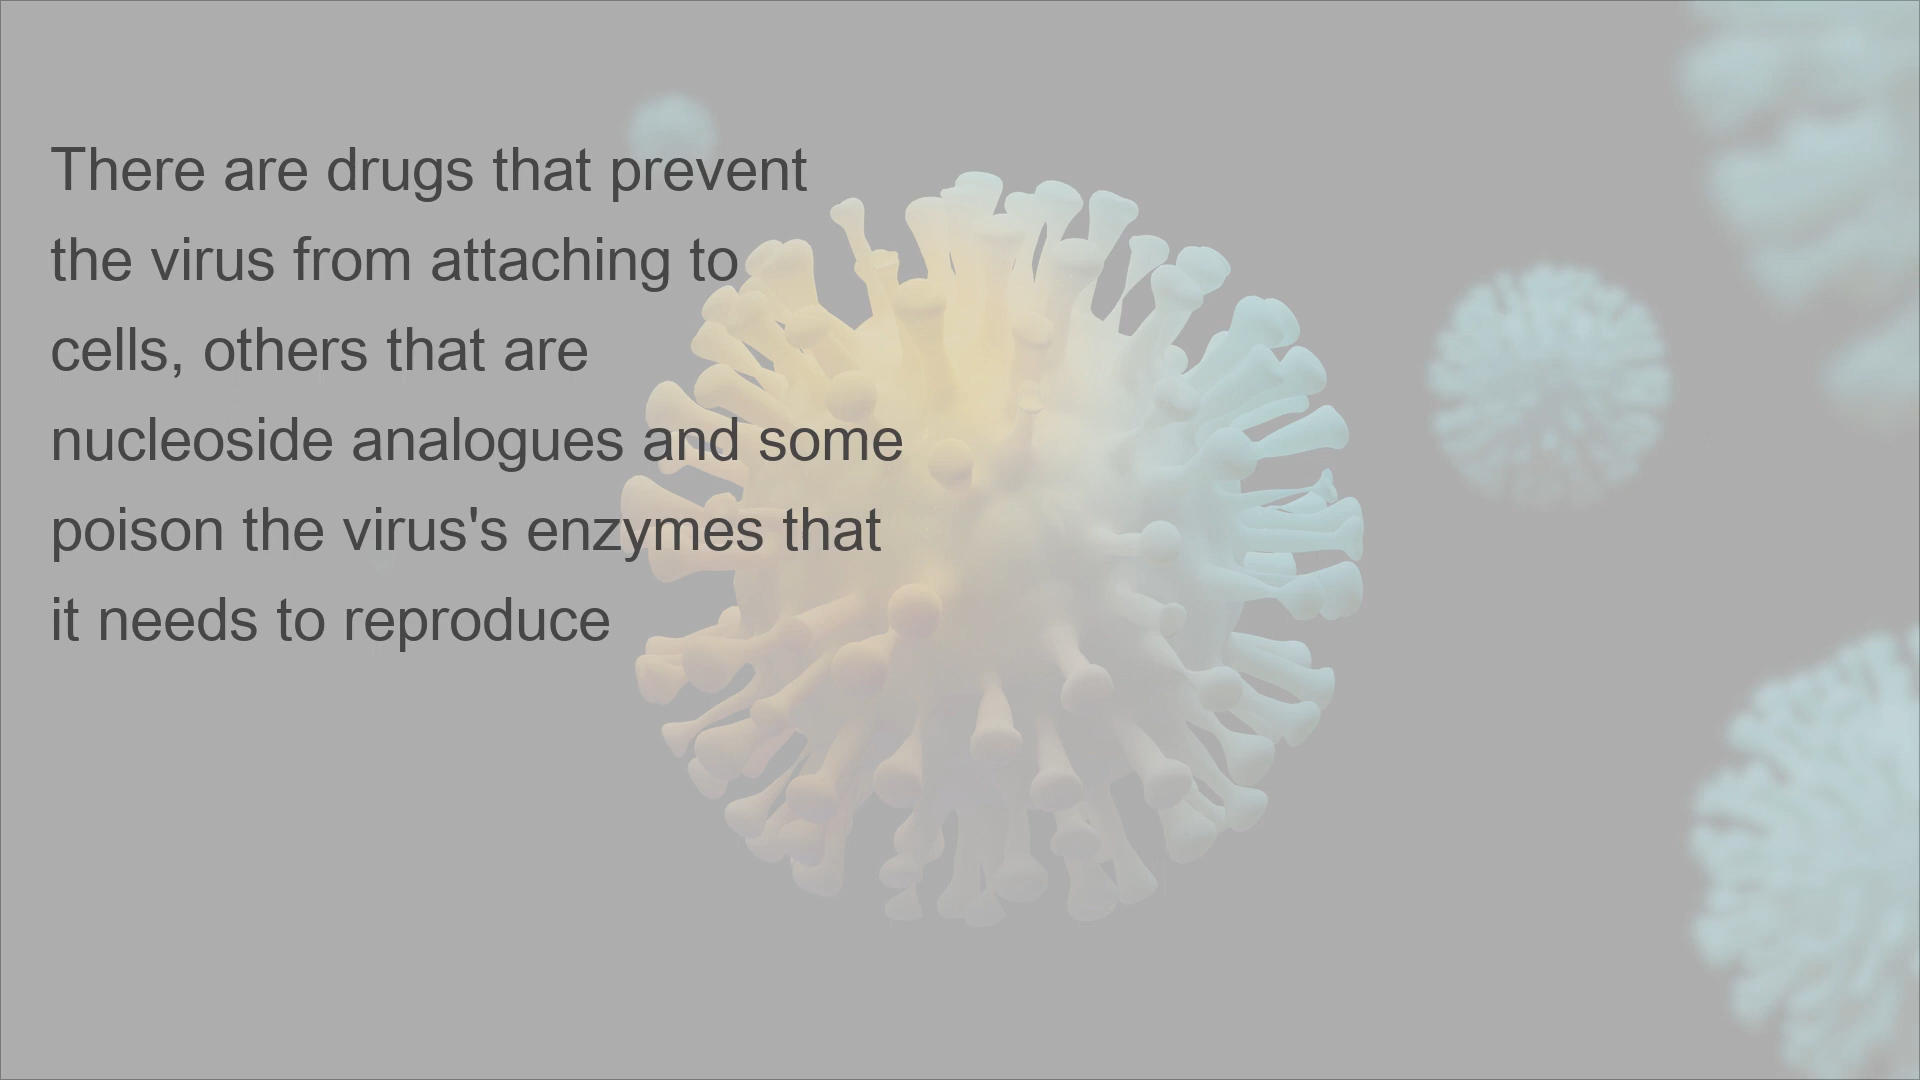 There are drugs that prevent
the virus from attaching to
cells, others that are
nucleoside analogues and some
poison the virus's enzymes that
it needs to reproduce